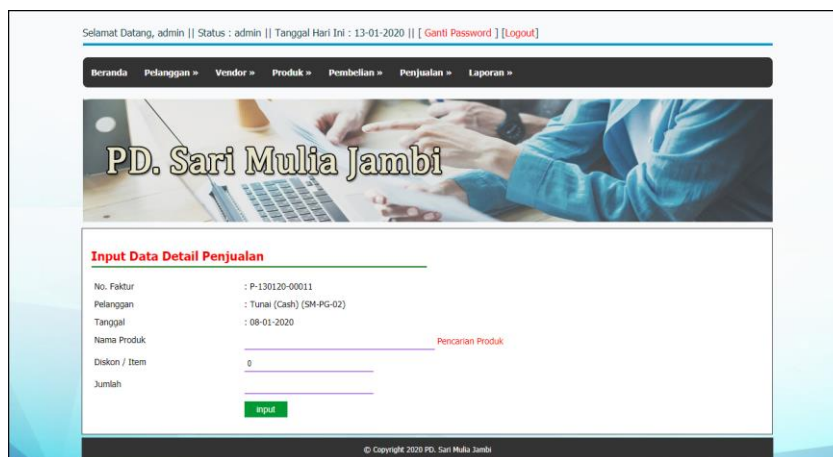 Selamat Datang, admin || Status : admin || Tanggal Hari Ini : 13-01-2020 || [ Ganti Password ] [Logout]
Beranda Pelanggan » Vendor » Produk » Pembelian » Penjualan » Laporan »
PD. Sari Mulia Jambi
Input Data Detail Penjualan
No. Faktur : P-130120-00011
Pelanggan : Tunai (Cash) (SM-PG-02)
Tanggal : 08-01-2020
Nama Produk Pencarian Produk
Diskon / Item 0
Jumlah
input
© Copyright 2020 PD. Sari Mulia Jambi